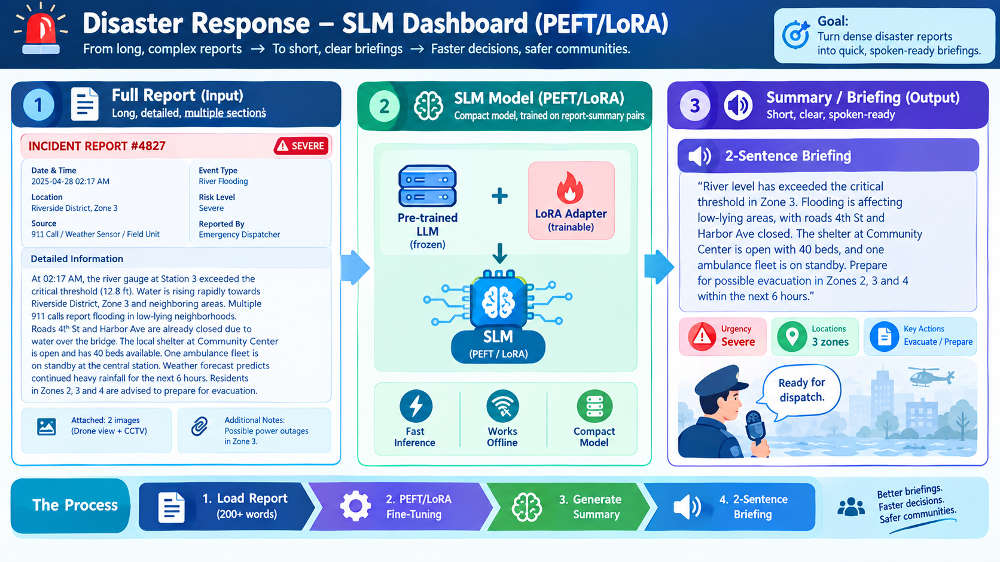 Disaster Response – SLM Dashboard (PEFT/LoRA)
From long, complex reports → To short, clear briefings → Faster decisions, safer communities.
Goal:
Turn dense disaster reports
into quick, spoken-ready briefings.
1
Full Report (Input)
Long, detailed, multiple sections
INCIDENT REPORT #4827
SEVERE
Date & Time
2025-04-28 02:17 AM
Location
Riverside District, Zone 3
Source
911 Call / Weather Sensor / Field Unit
Event Type
River Flooding
Risk Level
Severe
Reported By
Emergency Dispatcher
Detailed Information
At 02:17 AM, the river gauge at Station 3 exceeded the
critical threshold (12.8 ft). Water is rising rapidly towards
Riverside District, Zone 3 and neighboring areas. Multiple
911 calls report flooding in low-lying neighborhoods.
Roads 4th St and Harbor Ave are already closed due to
water over the bridge. The local shelter at Community Center
is open and has 40 beds available. One ambulance fleet is
on standby at the central station. Weather forecast predicts
continued heavy rainfall for the next 6 hours. Residents
in Zones 2, 3 and 4 are advised to prepare for evacuation.
Attached: 2 images
(Drone view + CCTV)
Additional Notes:
Possible power outages
in Zone 3.
2
SLM Model (PEFT/LoRA)
Compact model, trained on report-summary pairs
Pre-trained
LLM
(frozen)
+
LoRA Adapter
(trainable)
SLM
(PEFT / LoRA)
Fast
Inference
Works
Offline
Compact
Model
3
Summary / Briefing (Output)
Short, clear, spoken-ready
2-Sentence Briefing
“River level has exceeded the critical
threshold in Zone 3. Flooding is affecting
low-lying areas, with roads 4th St and
Harbor Ave closed. The shelter at Community
Center is open with 40 beds, and one
ambulance fleet is on standby. Prepare
for possible evacuation in Zones 2, 3 and 4
within the next 6 hours.”
Urgency
Severe
Locations
3 zones
Key Actions
Evacuate / Prepare
Ready for
dispatch.
The Process
1. Load Report
(200+ words)
2. PEFT/LoRA
Fine-Tuning
3. Generate
Summary
4. 2-Sentence
Briefing
Better briefings.
Faster decisions.
Safer communities.